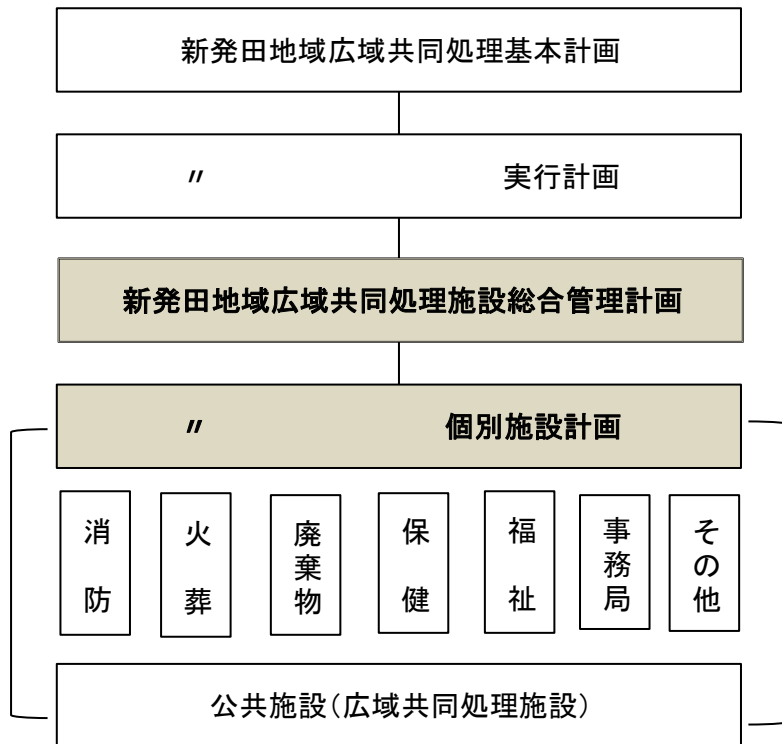 新発田地域広域共同処理基本計画
〃 実行計画
新発田地域広域共同処理施設総合管理計画
〃 個別施設計画
消防
火葬
廃棄物
保健
福祉
事務局
その他
公共施設(広域共同処理施設)